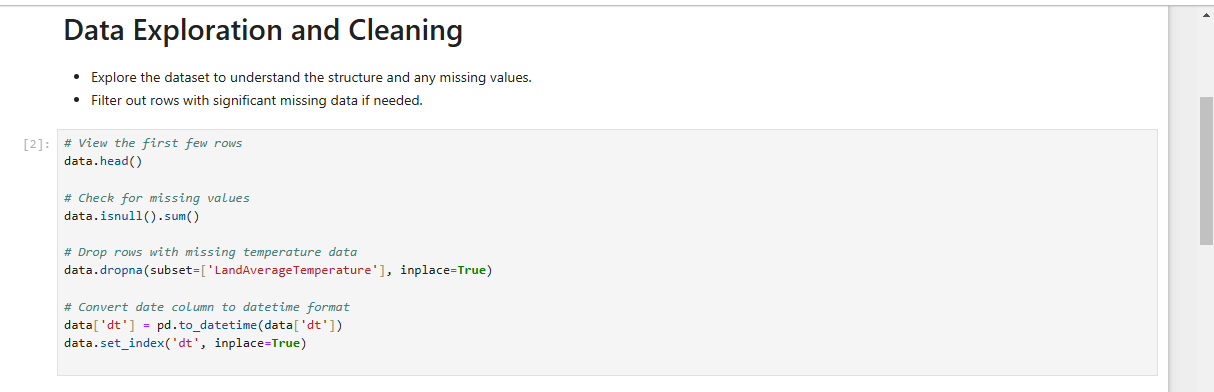 Data Exploration and Cleaning
• Explore the dataset to understand the structure and any missing values.
• Filter out rows with significant missing data if needed.
[2]:
# View the first few rows
data.head()
# Check for missing values
data.isnull().sum()
# Drop rows with missing temperature data
data.dropna(subset=['LandAverageTemperature'], inplace=True)
# Convert date column to datetime format
data['dt'] = pd.to_datetime(data['dt'])
data.set_index('dt', inplace=True)